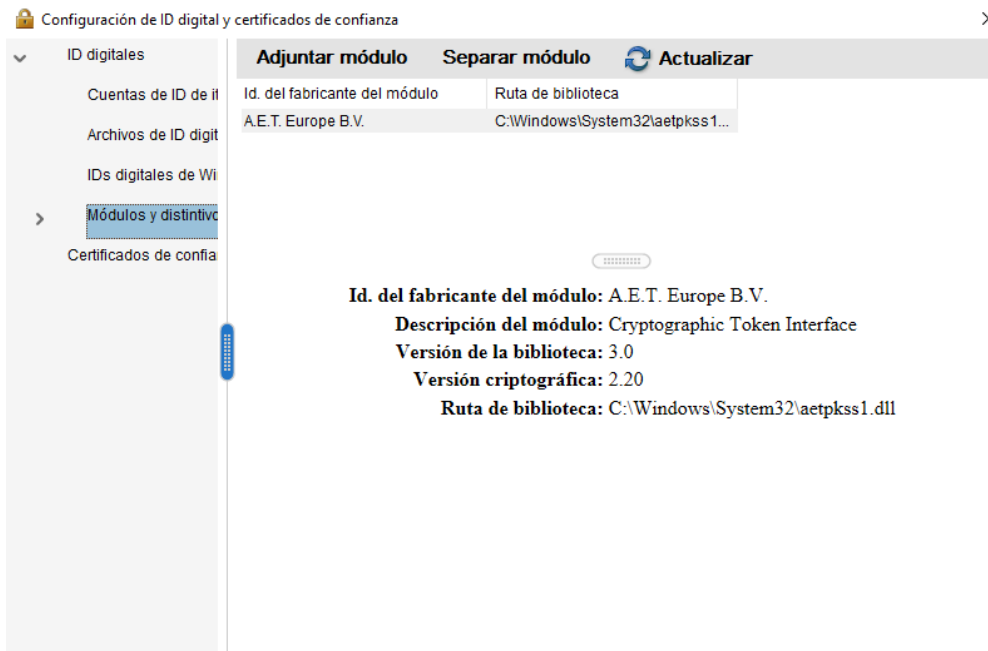 Configuración de ID digital y certificados de confianza
ID digitales
Cuentas de ID de it
Archivos de ID digit
IDs digitales de Wi
Módulos y distintivo
Certificados de confia
Adjuntar módulo Separar módulo Actualizar
Id. del fabricante del módulo Ruta de biblioteca
A.E.T. Europe B.V. C:\Windows\System32\aetpkss1...
Id. del fabricante del módulo: A.E.T. Europe B.V.
Descripción del módulo: Cryptographic Token Interface
Versión de la biblioteca: 3.0
Versión criptográfica: 2.20
Ruta de biblioteca: C:\Windows\System32\aetpkss1.dll